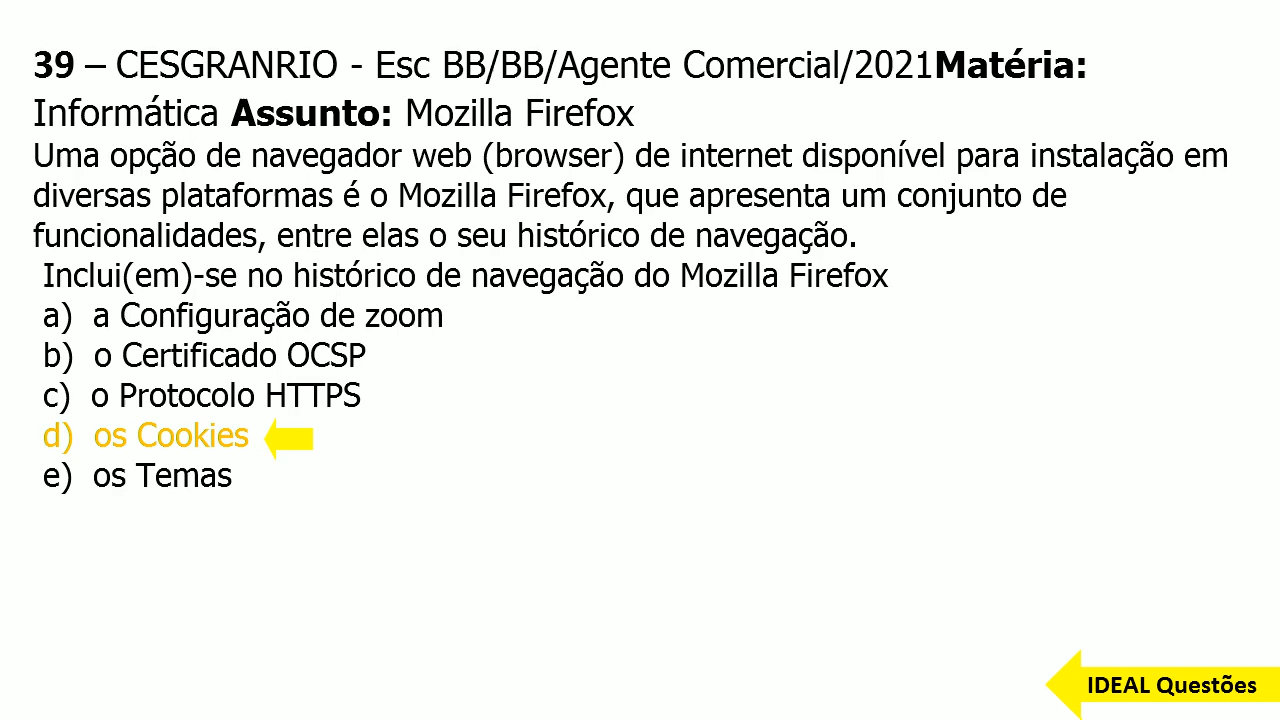 39 – CESGRANRIO - Esc BB/BB/Agente Comercial/2021Matéria:
Informática Assunto: Mozilla Firefox
Uma opção de navegador web (browser) de internet disponível para instalação em
diversas plataformas é o Mozilla Firefox, que apresenta um conjunto de
funcionalidades, entre elas o seu histórico de navegação.
Inclui(em)-se no histórico de navegação do Mozilla Firefox
a) a Configuração de zoom
b) o Certificado OCSP
c) o Protocolo HTTPS
d) os Cookies
e) os Temas
IDEAL Questões